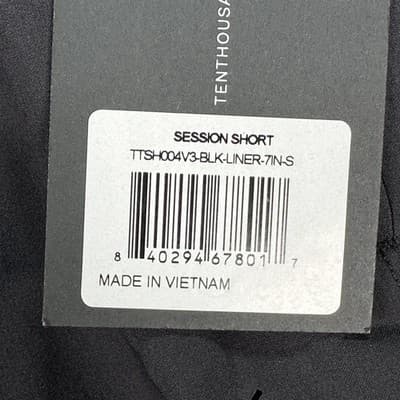 TENTHOUSA
SESSION SHORT
TTSH004V3-BLK-LINER-7IN-S
8 40294 67801 7
MADE IN VIETNAM